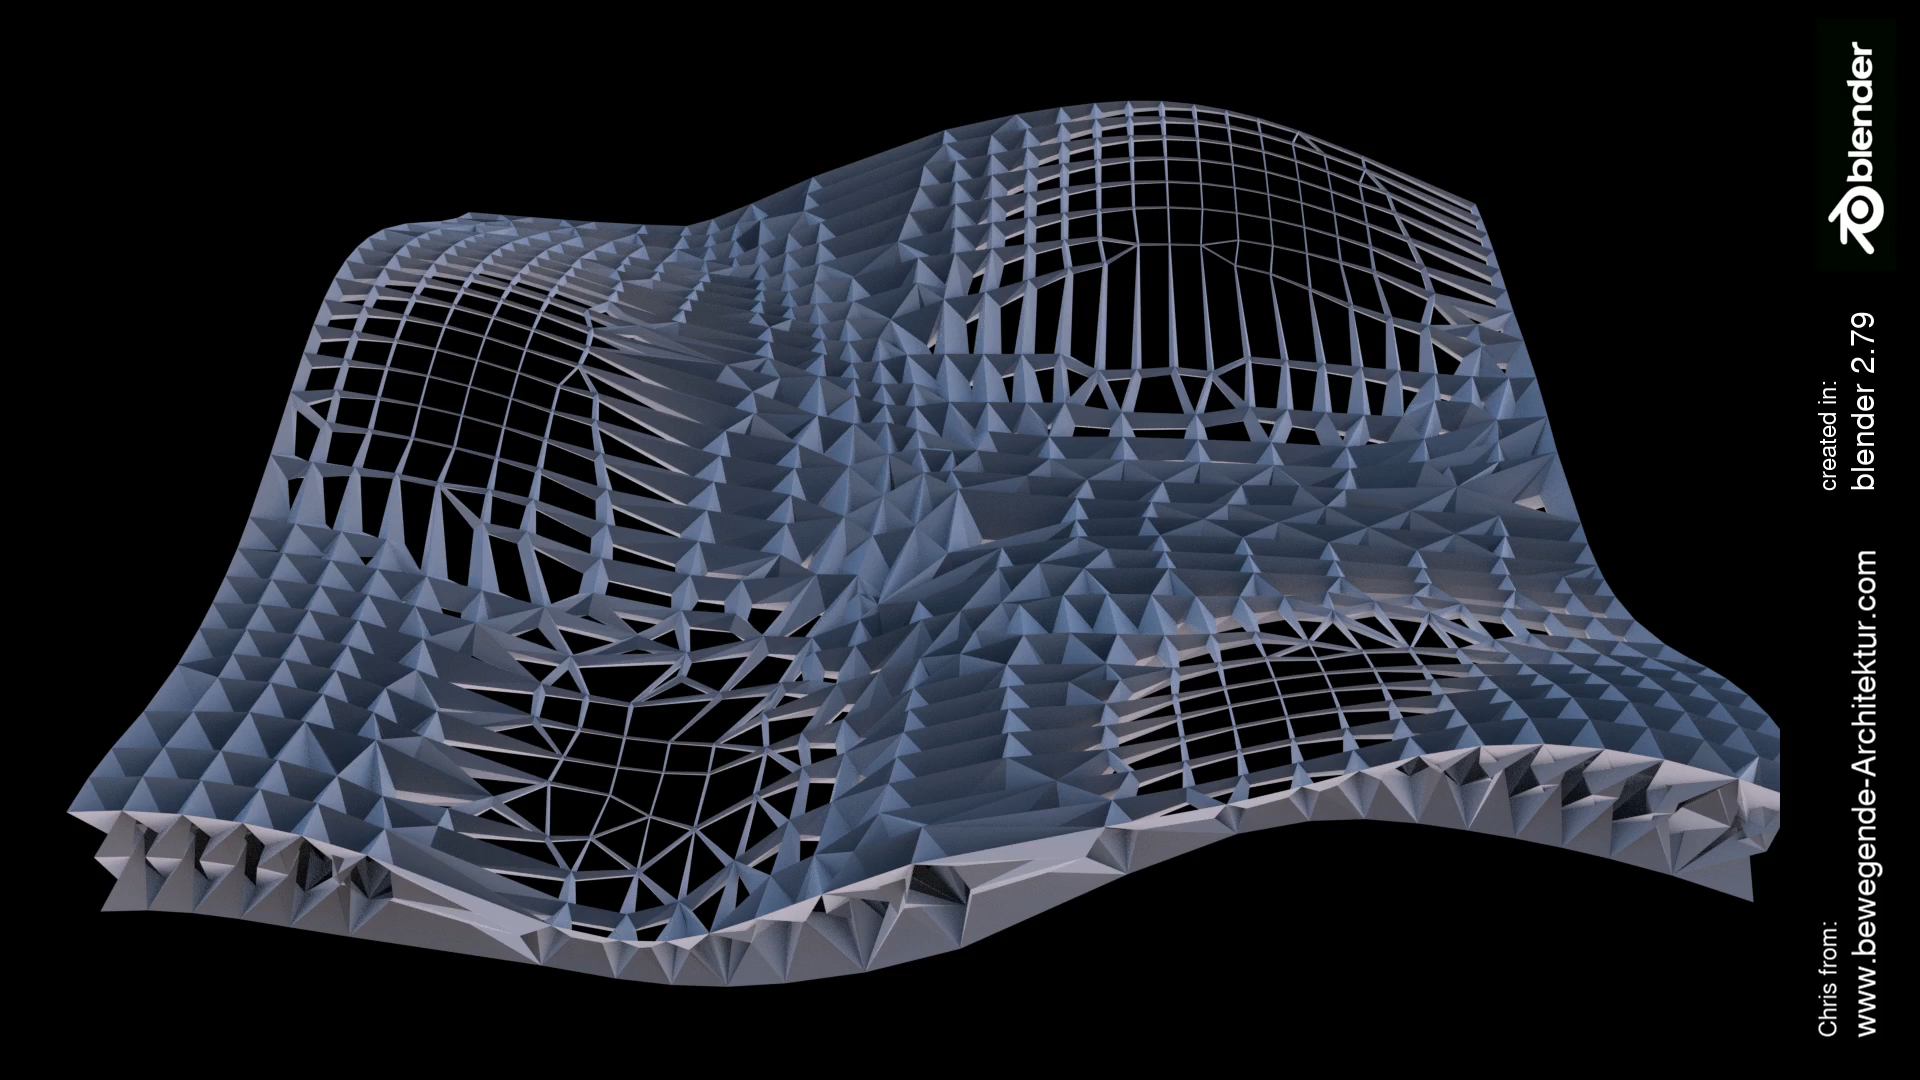 blender
created in:
blender 2.79
Chris from:
www.bewegende-Architektur.com